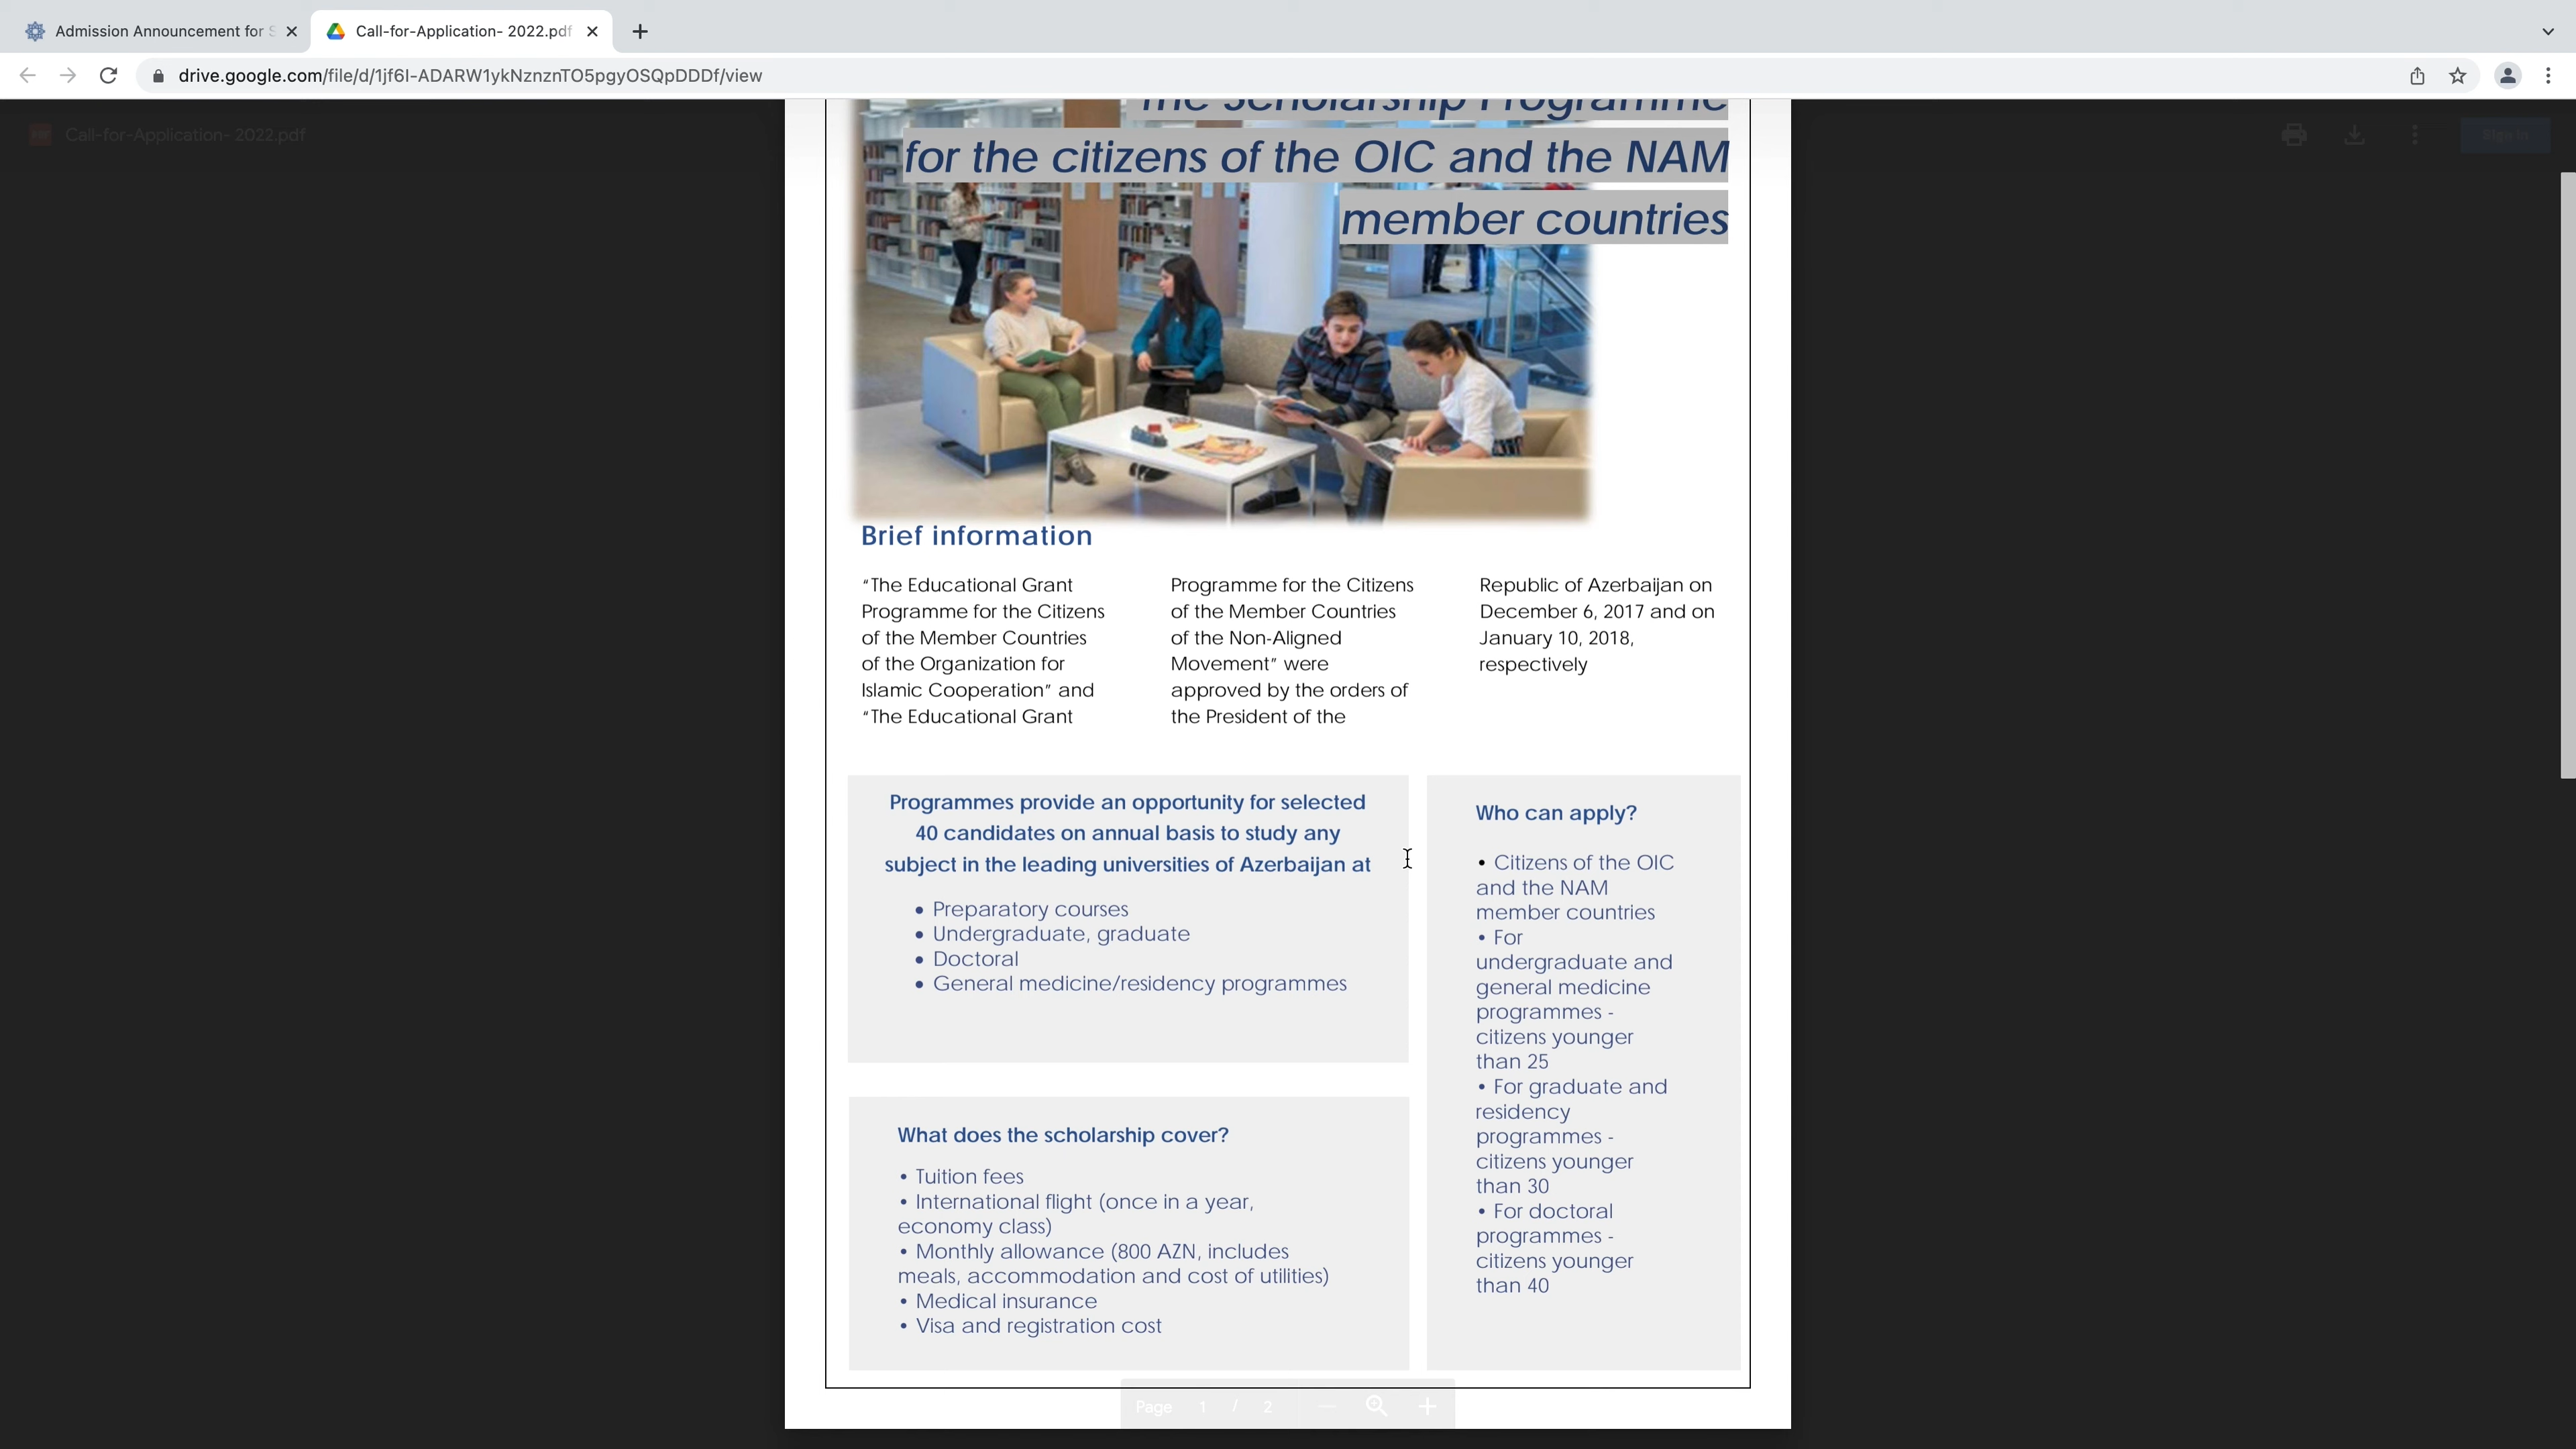 Admission Announcement for S
Call-for-Application- 2022.pdf
drive.google.com/file/d/1jf6I-ADARW1ykNznznTO5pgyOSQpDDDf/view
Call-for-Application- 2022.pdf
Sign in
the Scholarship Programme
for the citizens of the OIC and the NAM
member countries
Brief information
“The Educational Grant
Programme for the Citizens
of the Member Countries
of the Organization for
Islamic Cooperation” and
“The Educational Grant
Programme for the Citizens
of the Member Countries
of the Non-Aligned
Movement” were
approved by the orders of
the President of the
Republic of Azerbaijan on
December 6, 2017 and on
January 10, 2018,
respectively
Programmes provide an opportunity for selected
40 candidates on annual basis to study any
subject in the leading universities of Azerbaijan at
• Preparatory courses
• Undergraduate, graduate
• Doctoral
• General medicine/residency programmes
What does the scholarship cover?
• Tuition fees
• International flight (once in a year,
economy class)
• Monthly allowance (800 AZN, includes
meals, accommodation and cost of utilities)
• Medical insurance
• Visa and registration cost
Who can apply?
• Citizens of the OIC
and the NAM
member countries
• For
undergraduate and
general medicine
programmes -
citizens younger
than 25
• For graduate and
residency
programmes -
citizens younger
than 30
• For doctoral
programmes -
citizens younger
than 40
Page 1 / 2